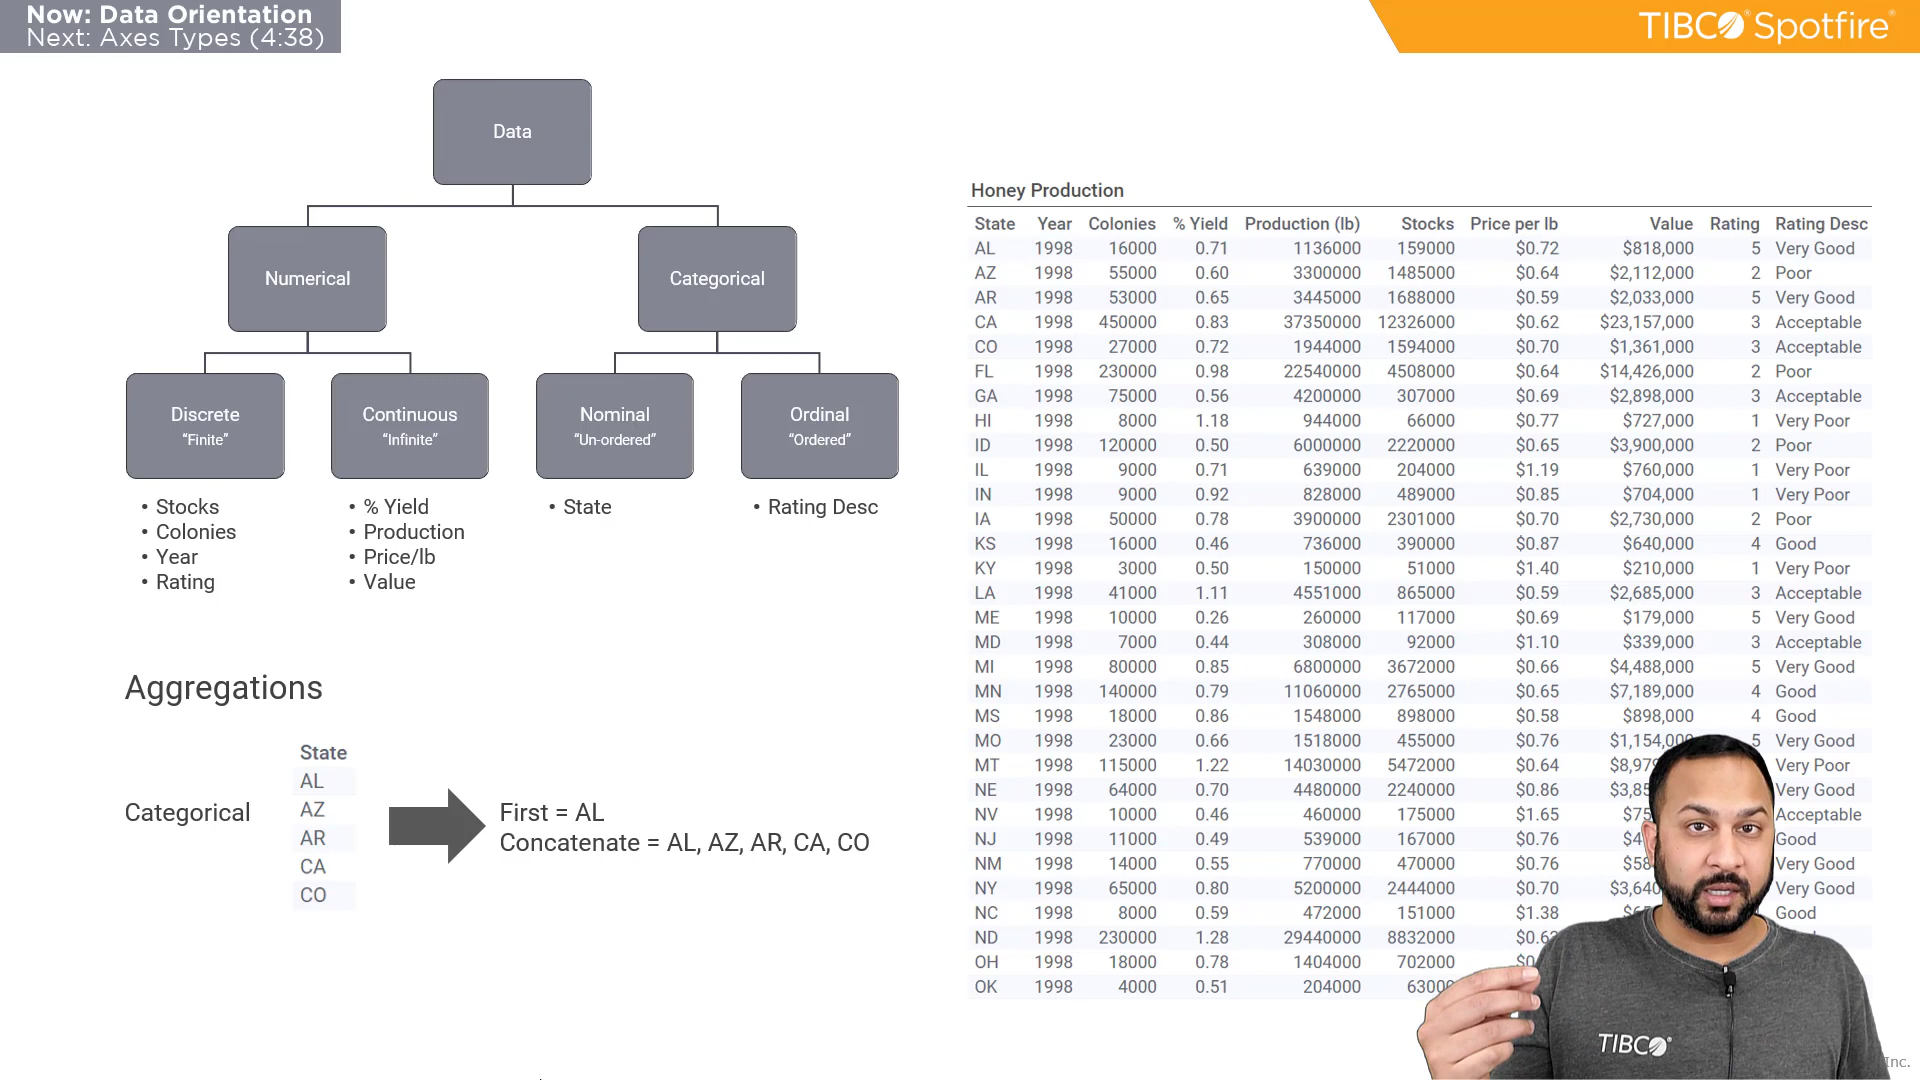 Now: Data Orientation
Next: Axes Types (4:38)
TIBCO® Spotfire®
Data
Numerical
Categorical
Discrete
“Finite”
Continuous
“Infinite”
Nominal
“Un-ordered”
Ordinal
“Ordered”
• Stocks
• Colonies
• Year
• Rating
• % Yield
• Production
• Price/lb
• Value
• State
• Rating Desc
Aggregations
Categorical
State
AL
AZ
AR
CA
CO
First = AL
Concatenate = AL, AZ, AR, CA, CO
Honey Production
State Year Colonies % Yield Production (lb) Stocks Price per lb Value Rating Rating Desc
AL 1998 16000 0.71 1136000 159000 $0.72 $818,000 5 Very Good
AZ 1998 55000 0.60 3300000 1485000 $0.64 $2,112,000 2 Poor
AR 1998 53000 0.65 3445000 1688000 $0.59 $2,033,000 5 Very Good
CA 1998 450000 0.83 37350000 12326000 $0.62 $23,157,000 3 Acceptable
CO 1998 27000 0.72 1944000 1594000 $0.70 $1,361,000 3 Acceptable
FL 1998 230000 0.98 22540000 4508000 $0.64 $14,426,000 2 Poor
GA 1998 75000 0.56 4200000 307000 $0.69 $2,898,000 3 Acceptable
HI 1998 8000 1.18 944000 66000 $0.77 $727,000 1 Very Poor
ID 1998 120000 0.50 6000000 2220000 $0.65 $3,900,000 2 Poor
IL 1998 9000 0.71 639000 204000 $1.19 $760,000 1 Very Poor
IN 1998 9000 0.92 828000 489000 $0.85 $704,000 1 Very Poor
IA 1998 50000 0.78 3900000 2301000 $0.70 $2,730,000 2 Poor
KS 1998 16000 0.46 736000 390000 $0.87 $640,000 4 Good
KY 1998 3000 0.50 150000 51000 $1.40 $210,000 1 Very Poor
LA 1998 41000 1.11 4551000 865000 $0.59 $2,685,000 3 Acceptable
ME 1998 10000 0.26 260000 117000 $0.69 $179,000 5 Very Good
MD 1998 7000 0.44 308000 92000 $1.10 $339,000 3 Acceptable
MI 1998 80000 0.85 6800000 3672000 $0.66 $4,488,000 5 Very Good
MN 1998 140000 0.79 11060000 2765000 $0.65 $7,189,000 4 Good
MS 1998 18000 0.86 1548000 898000 $0.58 $898,000 4 Good
MO 1998 23000 0.66 1518000 455000 $0.76 $1,154,000 5 Very Good
MT 1998 115000 1.22 14030000 5472000 $0.64 Very Poor
NE 1998 64000 0.70 4480000 2240000 $0.86 Very Good
NV 1998 10000 0.46 460000 175000 $1.65 Acceptable
NJ 1998 11000 0.49 539000 167000 $0.76 Good
NM 1998 14000 0.55 770000 470000 $0.76 Very Good
NY 1998 65000 0.80 5200000 2444000 $0.70 Very Good
NC 1998 8000 0.59 472000 151000 $1.38 Good
ND 1998 230000 1.28 29440000 8832000
OH 1998 18000 0.78 1404000 702000
OK 1998 4000 0.51 204000
TIBCO®
Inc.